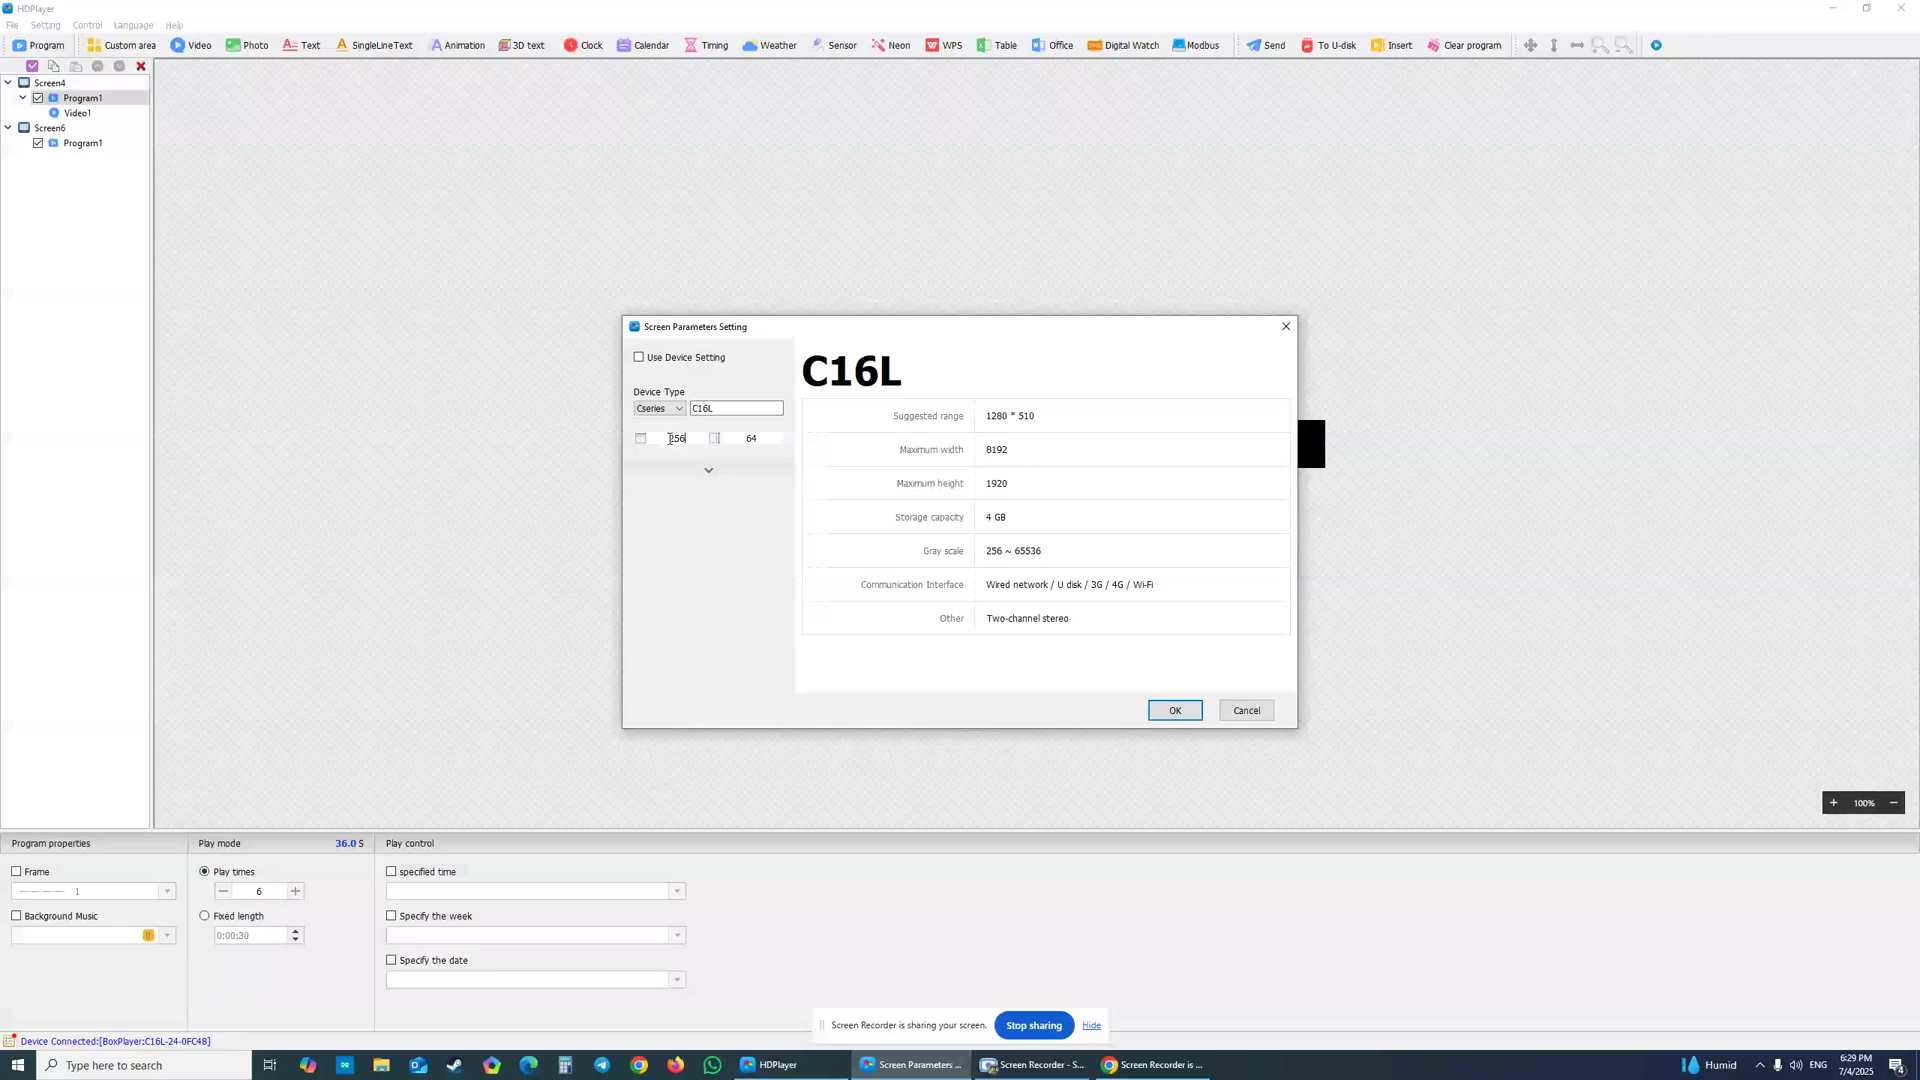 HDPlayer
File Setting Control Language Help
Program Custom area Video Photo Text SingleLineText Animation 3D text Clock Calendar Timing Weather Sensor Neon WPS Table Office Digital Watch Modbus Send To U-disk Insert Clear program
Screen4
Program1
Video1
Screen6
Program1
Screen Parameters Setting
Use Device Setting
Device Type
Cseries C16L
256 64
C16L
Suggested range 1280 * 510
Maximum width 8192
Maximum height 1920
Storage capacity 4 GB
Gray scale 256 ~ 65536
Communication Interface Wired network / U disk / 3G / 4G / Wi-Fi
Other Two-channel stereo
OK Cancel
+ 100% −
Program properties Play mode 36.0 S Play control
Frame Play times specified time
1 6
Background Music Fixed length Specify the week
0 0:00:30
Specify the date
Screen Recorder is sharing your screen. Stop sharing Hide
Device Connected:[BoxPlayer:C16L-24-0FC48]
Type here to search HDPlayer Screen Parameters ... Screen Recorder - S... Screen Recorder is ... Humid ENG 6:29 PM
7/4/2025 4